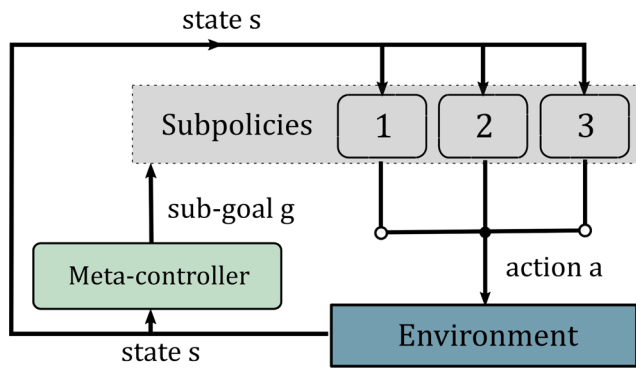 state s
Subpolicies 1 2 3
sub-goal g
Meta-controller
action a
Environment
state s